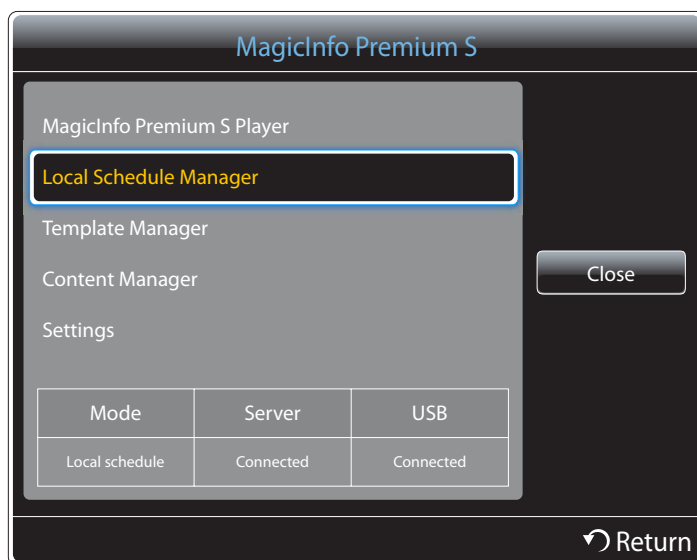 MagicInfo Premium S
MagicInfo Premium S Player
Local Schedule Manager
Template Manager
Content Manager
Settings
Close
Mode Server USB
Local schedule Connected Connected
Return